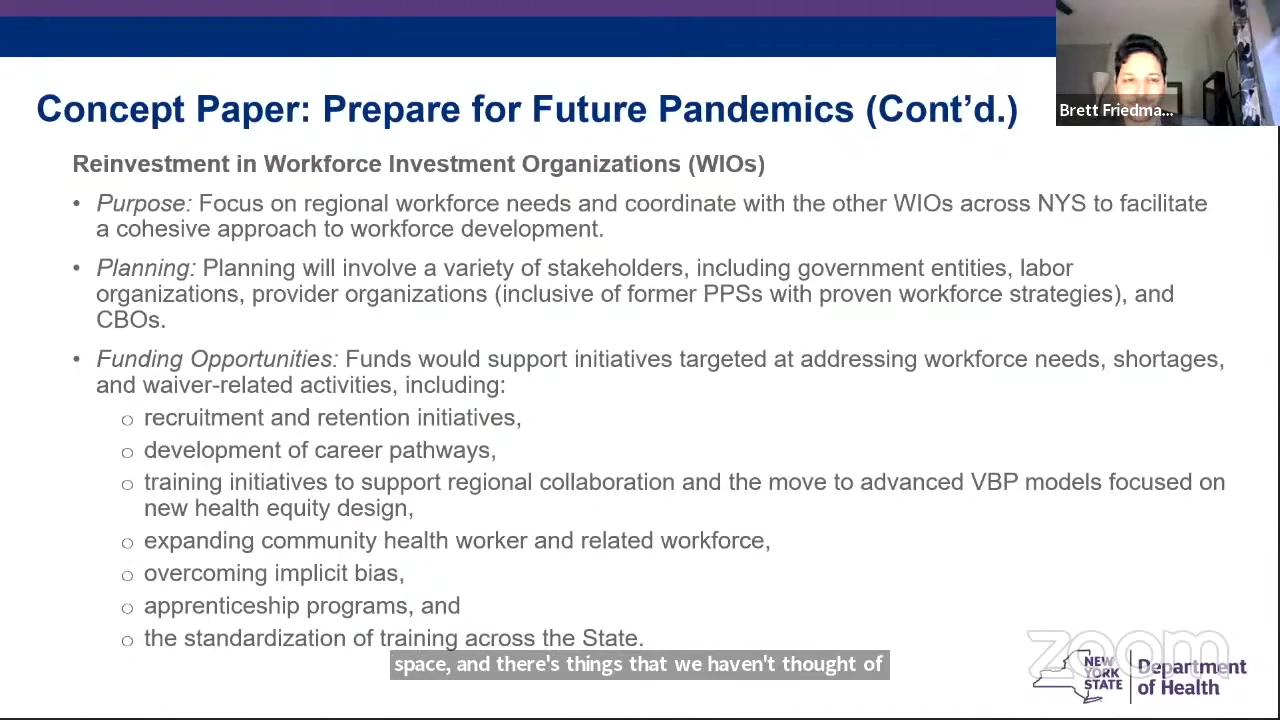 Concept Paper: Prepare for Future Pandemics (Cont’d.)
Brett Friedma...
Reinvestment in Workforce Investment Organizations (WIOs)
• Purpose: Focus on regional workforce needs and coordinate with the other WIOs across NYS to facilitate
a cohesive approach to workforce development.
• Planning: Planning will involve a variety of stakeholders, including government entities, labor
organizations, provider organizations (inclusive of former PPSs with proven workforce strategies), and
CBOs.
• Funding Opportunities: Funds would support initiatives targeted at addressing workforce needs, shortages,
and waiver-related activities, including:
o recruitment and retention initiatives,
o development of career pathways,
o training initiatives to support regional collaboration and the move to advanced VBP models focused on
new health equity design,
o expanding community health worker and related workforce,
o overcoming implicit bias,
o apprenticeship programs, and
o the standardization of training across the State.
space, and there's things that we haven't thought of
zoom
NEW
YORK
STATE
Department
of Health